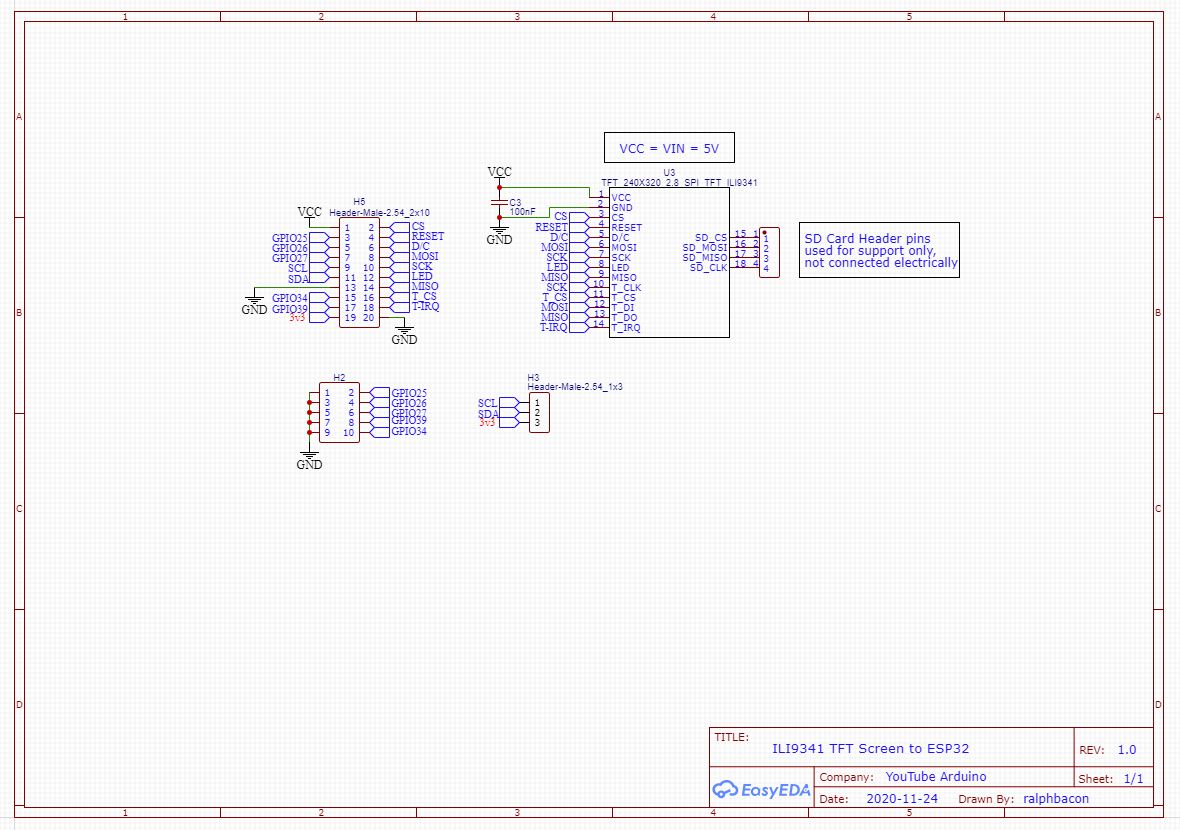 1 2 3 4 5
A A
B B
C C
D D
VCC = VIN = 5V
U3
TFT_240X320_2.8_SPI_TFT_ILI9341
VCC
C3
100nF
GND
1 VCC
2 GND
CS 3 CS
RESET 4 RESET
D/C 5 D/C
MOSI 6 MOSI
SCK 7 SCK
LED 8 LED
MISO 9 MISO
SCK 10 T_CLK
T_CS 11 T_CS
MOSI 12 T_DI
MISO 13 T_DO
T-IRQ 14 T_IRQ
SD_CS 15 1 1
SD_MOSI 16 2 2
SD_MISO 17 3 3
SD_CLK 18 4 4
SD Card Header pins
used for support only,
not connected electrically
H5
Header-Male-2.54_2x10
VCC 1 2 CS
GPIO25 3 4 RESET
GPIO26 5 6 D/C
GPIO27 7 8 MOSI
SCL 9 10 SCK
SDA 11 12 LED
GND 13 14 MISO
GPIO34 15 16 T_CS
GPIO39 17 18 T-IRQ
3v3 19 20
GND
H2
1 2 GPIO25
3 4 GPIO26
5 6 GPIO27
7 8 GPIO39
9 10 GPIO34
GND
H3
Header-Male-2.54_1x3
SCL 1
SDA 2
3v3 3
TITLE:
ILI9341 TFT Screen to ESP32
REV: 1.0
EasyEDA
Company: YouTube Arduino
Sheet: 1/1
Date: 2020-11-24 Drawn By: ralphbacon
1 2 3 4 5